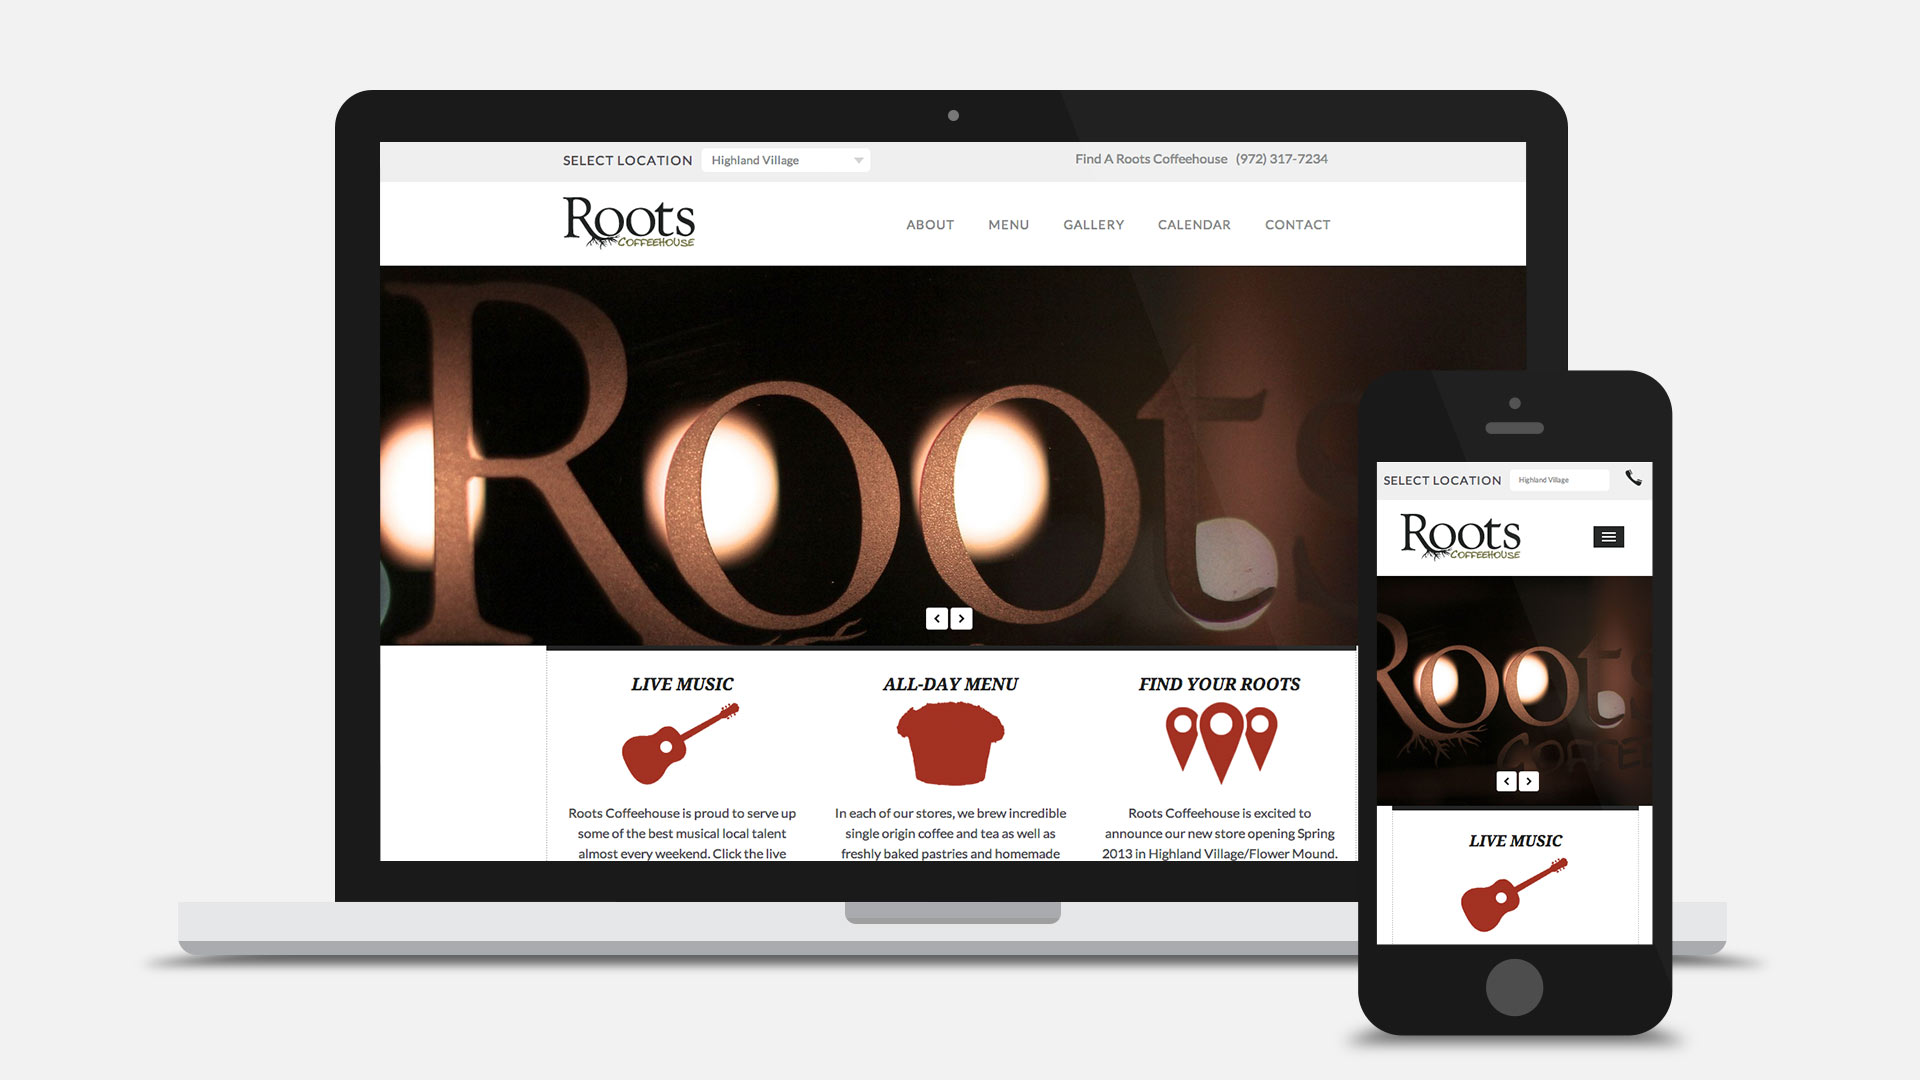 SELECT LOCATION Highland Village Find A Roots Coffeehouse (972) 317-7234
Roots
COFFEEHOUSE
ABOUT MENU GALLERY CALENDAR CONTACT
Roots
LIVE MUSIC
Roots Coffeehouse is proud to serve up
some of the best musical local talent
almost every weekend. Click the live
ALL-DAY MENU
In each of our stores, we brew incredible
single origin coffee and tea as well as
freshly baked pastries and homemade
FIND YOUR ROOTS
Roots Coffeehouse is excited to
announce our new store opening Spring
2013 in Highland Village/Flower Mound.
SELECT LOCATION Highland Village
Roots
COFFEEHOUSE
Roots
COFFEE
LIVE MUSIC